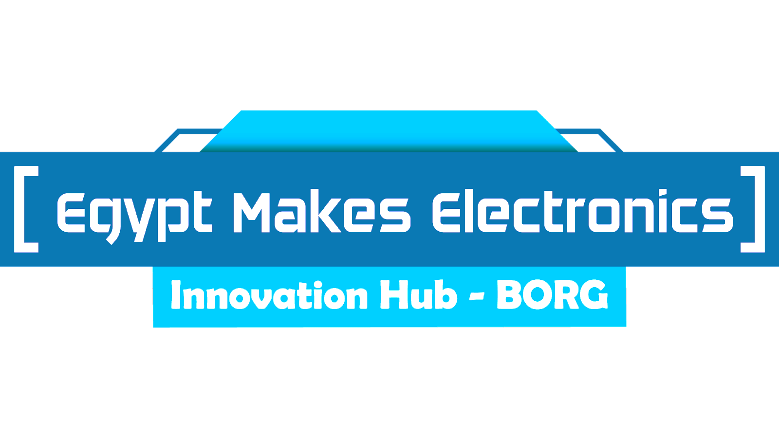 [ Egypt Makes Electronics ]
Innovation Hub - BORG